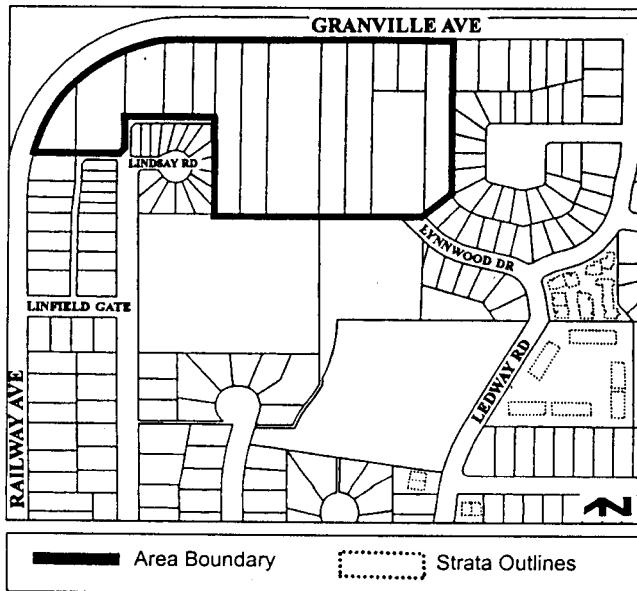 GRANVILLE AVE
LINDSAY RD
LYNNWOOD DR
LINFIELD GATE
LEDWAY RD
RAILWAY AVE
N
Area Boundary
Strata Outlines